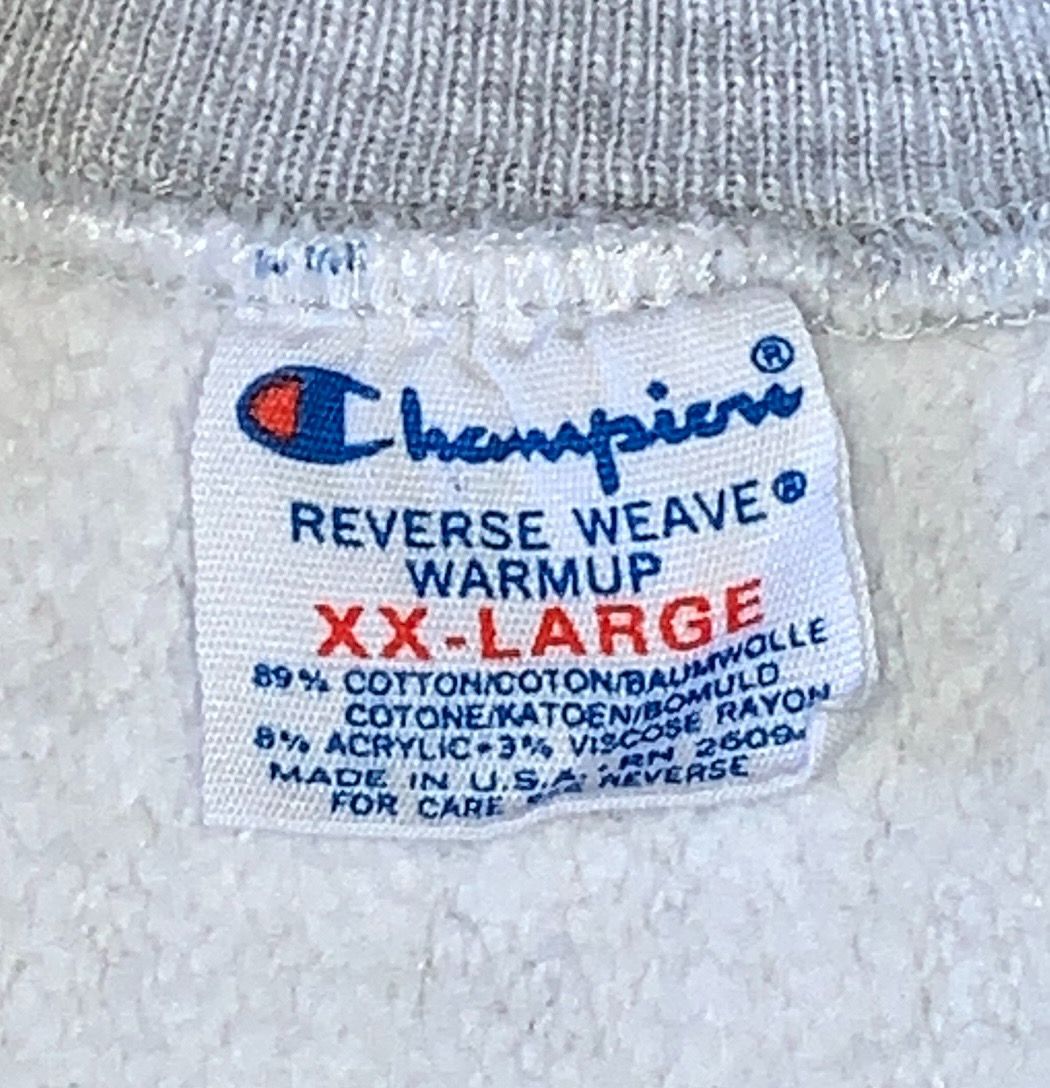 Champion®
REVERSE WEAVE®
WARMUP
XX-LARGE
89% COTTON/COTON/BAUMWOLLE
COTONE/KATOEN/BOMULD
8% ACRYLIC•3% VISCOSE RAYON
MADE IN U.S.A. RN 26094
FOR CARE SEE REVERSE